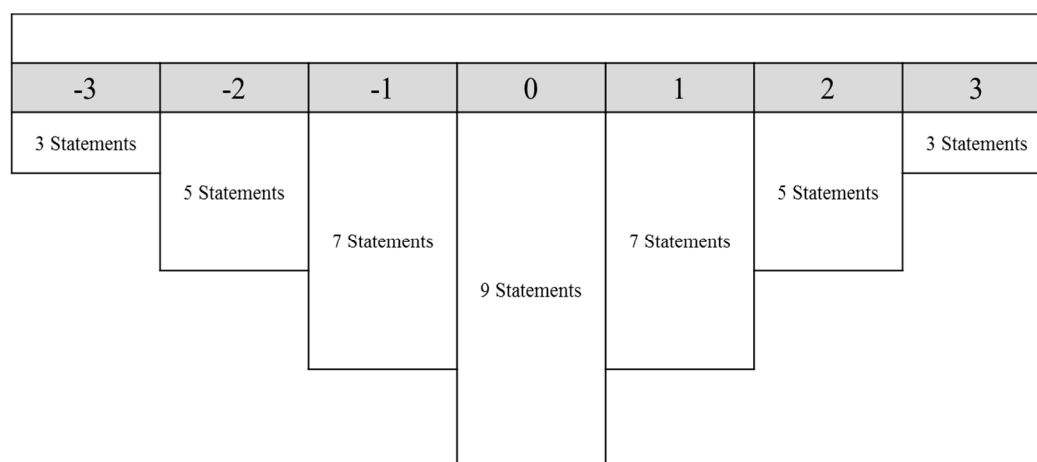 -3 -2 -1 0 1 2 3
3 Statements 3 Statements
5 Statements 5 Statements
7 Statements 7 Statements
9 Statements